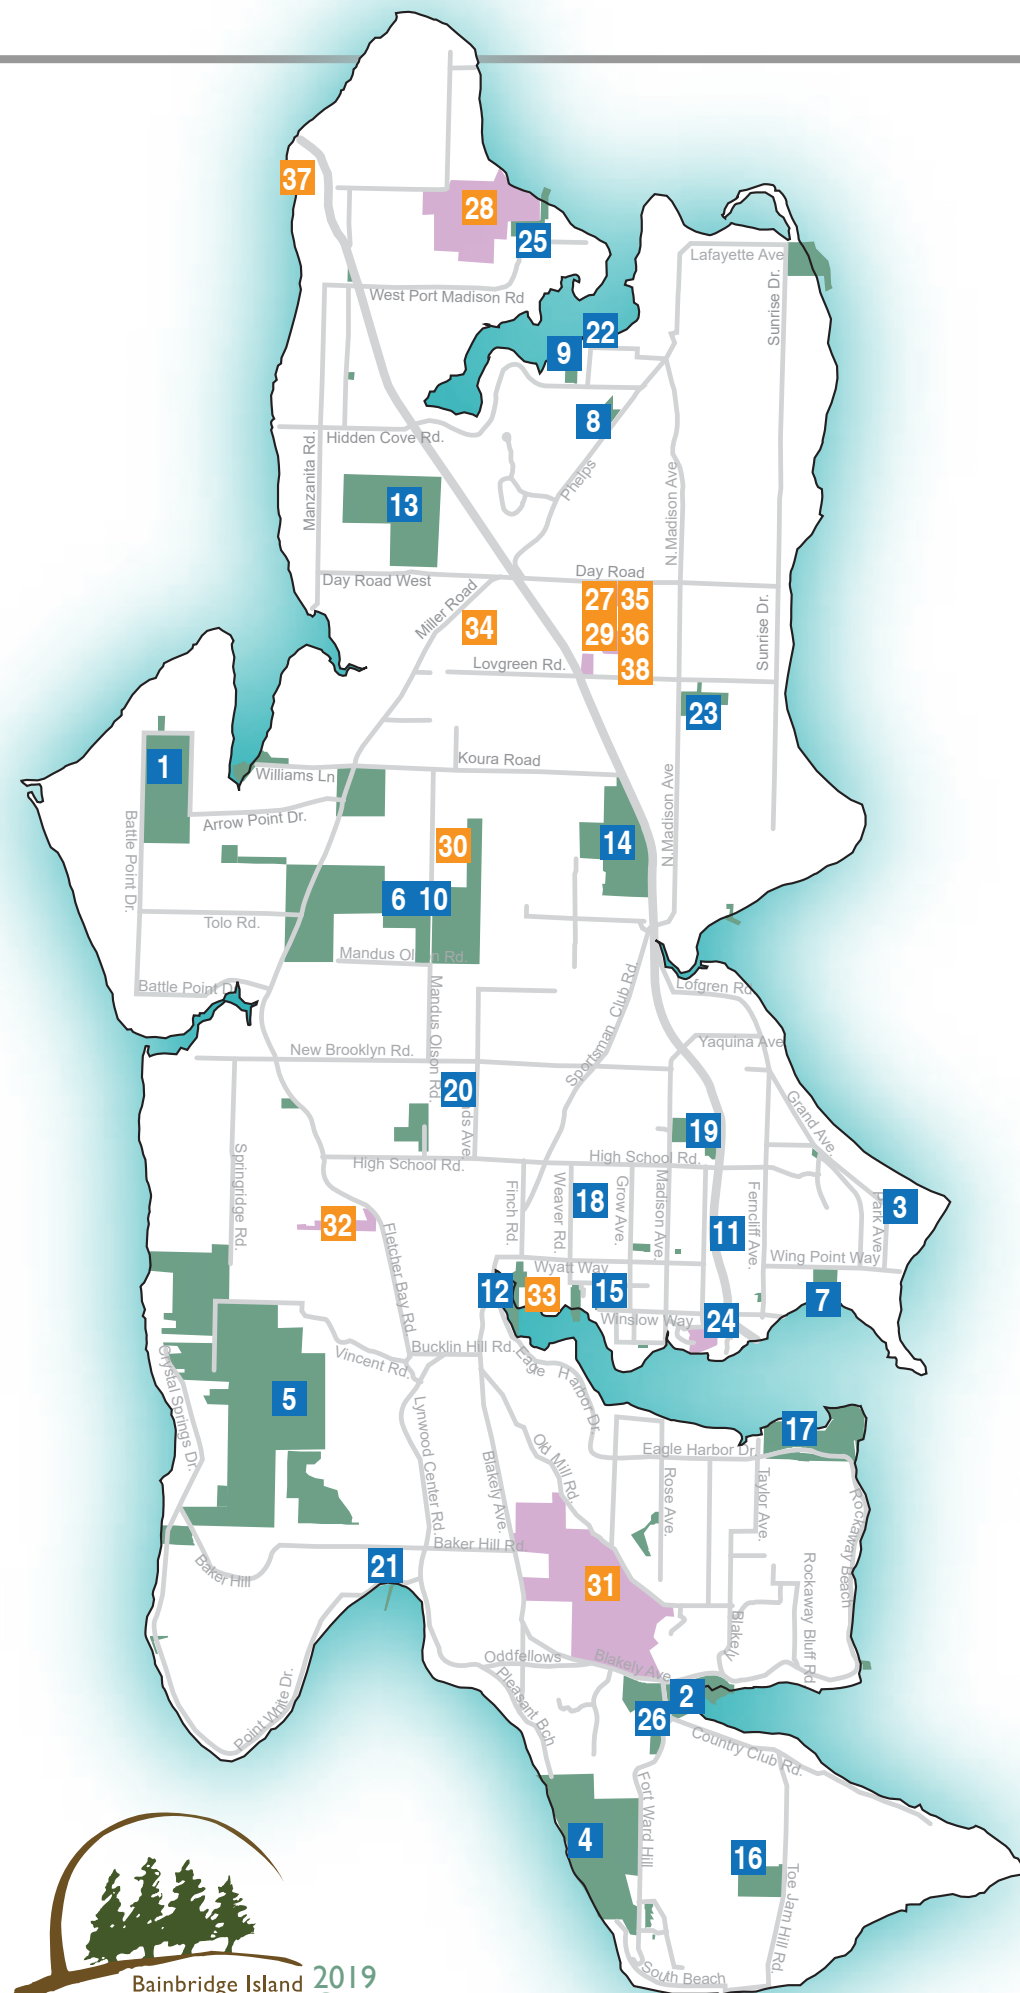 37
28
25
Lafayette Ave
Sunrise Dr.
West Port Madison Rd
22
9
8
Hidden Cove Rd.
Manzanita Rd.
Phelps
N.Madison Ave
13
Day Road West
Day Road
Miller Road
34
27 35
29 36
38
Lovgreen Rd.
Sunrise Dr.
23
1
Koura Road
Williams Ln
Arrow Point Dr.
Battle Point Dr.
N.Madison Ave
30
14
6 10
Tolo Rd.
Mandus Olson Rd.
Battle Point D
Mandus Olson Rd.
Sportsman Club Rd.
Lofgren Rd.
New Brooklyn Rd.
Yaquina Ave
20
ds Ave
Grand Ave.
19
High School Rd.
High School Rd.
Springridge Rd.
Finch Rd.
Weaver Rd.
18
Grow Ave.
Madison Ave.
Ferncliff Ave.
11
Park Ave.
3
32
Fletcher Bay Rd.
Wing Point Way
Wyatt Way
12
33
15
7
Winslow Way
24
Bucklin Hill Rd.
Eage Harbor Dr.
Vincent Rd.
Crystal Springs Dr.
5
Lynwood Center Rd.
Blakely Ave.
Old Mill Rd.
17
Eagle Harbor Dr.
Rose Ave.
Taylor Ave.
Rockaway Beach
Baker Hill Rd.
21
Baker Hill
31
Rockaway Bluff Rd
Blakely
Oddfellows
Blakely Ave.
Pleasant Bch
Point White Dr.
2
26
Country Club Rd.
Fort Ward Hill
4
16
Toe Jam Hill Rd.
South Beach
Bainbridge Island 2019